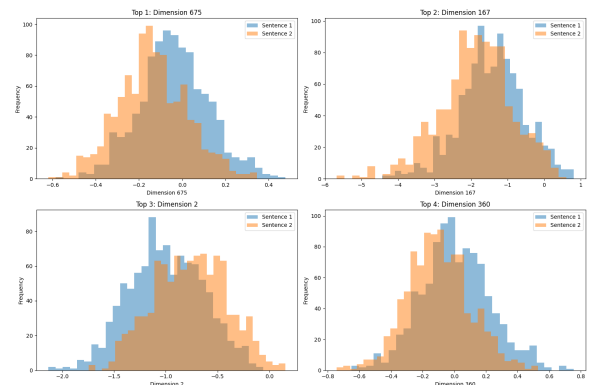 Top 1: Dimension 675
Frequency
100
80
60
40
20
0
Sentence 1
Sentence 2
−0.6
−0.4
−0.2
0.0
0.2
0.4
Dimension 675
Top 2: Dimension 167
Frequency
100
80
60
40
20
0
Sentence 1
Sentence 2
−6
−5
−4
−3
−2
−1
0
1
Dimension 167
Top 3: Dimension 2
Frequency
80
60
40
20
0
Sentence 1
Sentence 2
−2.0
−1.5
−1.0
−0.5
0.0
Dimension 2
Top 4: Dimension 360
Frequency
100
80
60
40
20
0
Sentence 1
Sentence 2
−0.8
−0.6
−0.4
−0.2
0.0
0.2
0.4
0.6
0.8
Dimension 360